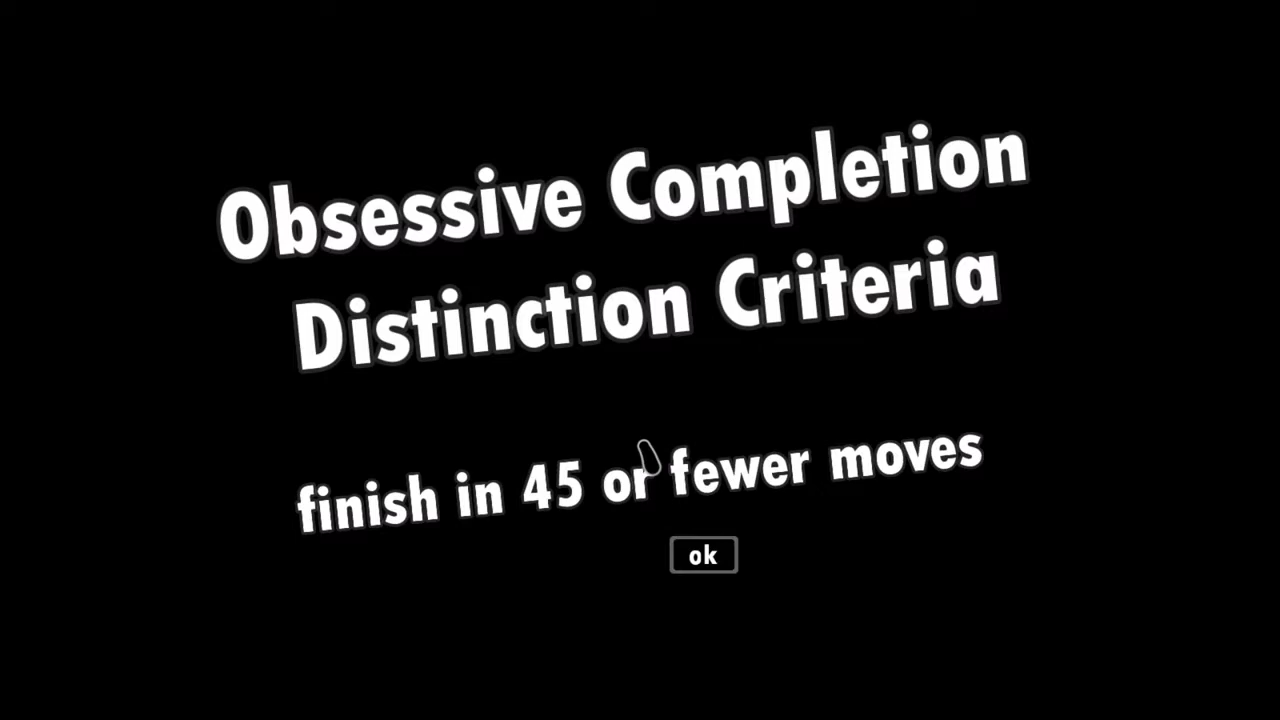 Obsessive Completion
Distinction Criteria
finish in 45 or fewer moves
ok